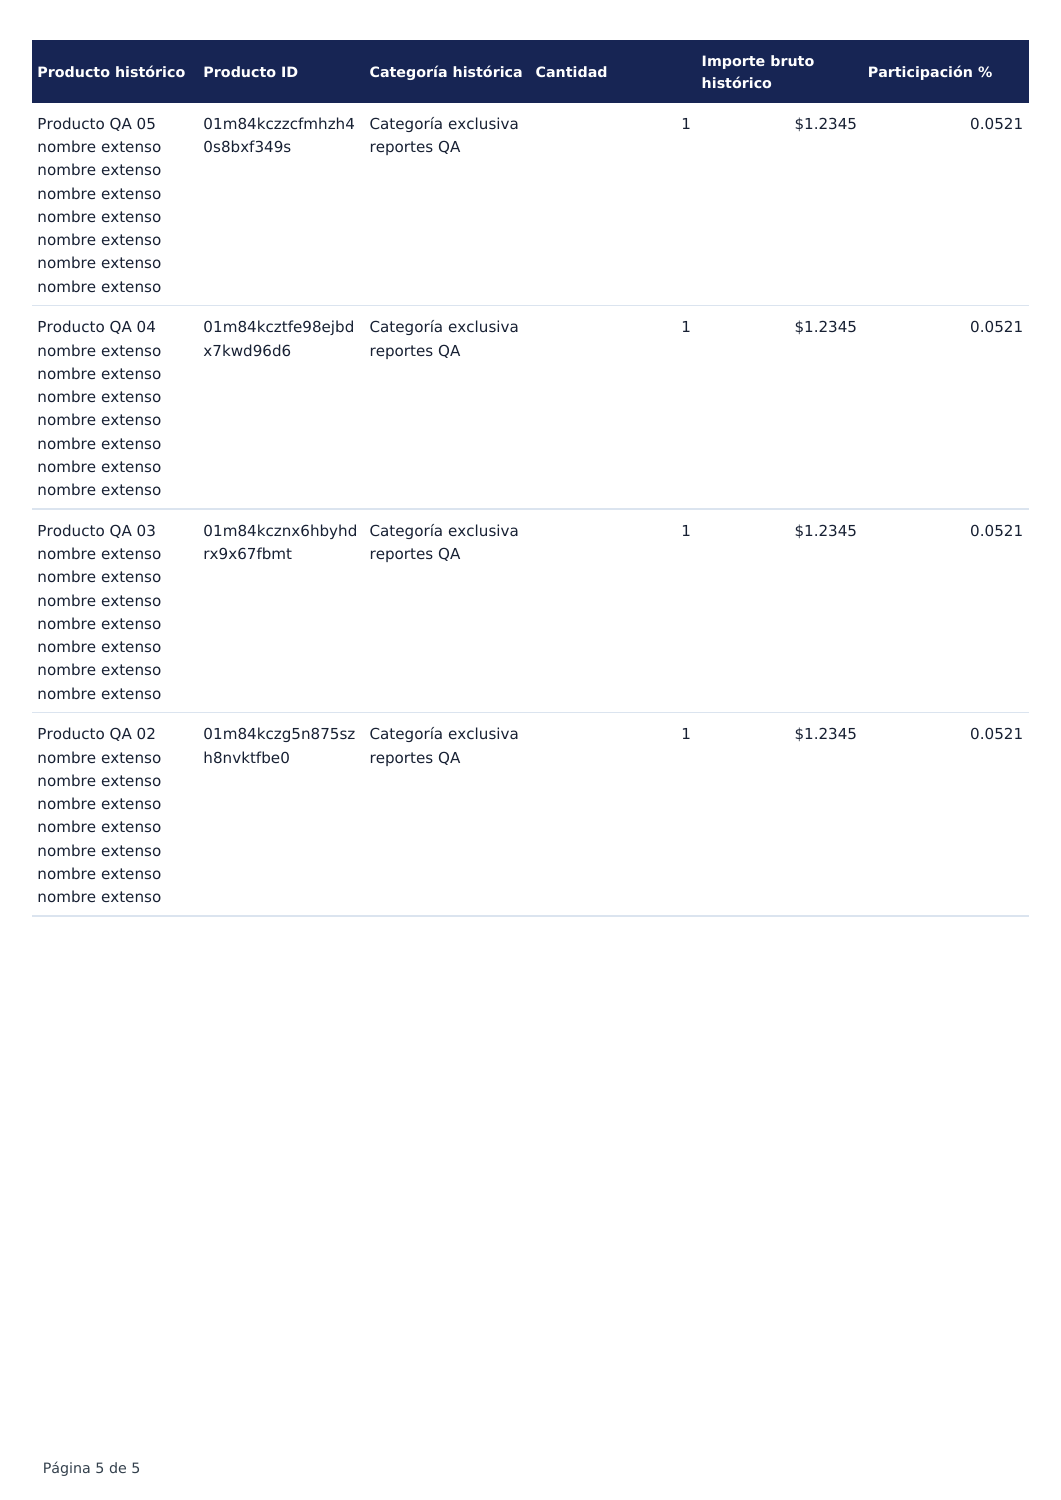 Producto histórico Producto ID Categoría histórica Cantidad Importe bruto histórico Participación %
Producto QA 05 01m84kczzcfmhzh4 Categoría exclusiva 1 $1.2345 0.0521
nombre extenso 0s8bxf349s reportes QA
nombre extenso
nombre extenso
nombre extenso
nombre extenso
nombre extenso
nombre extenso
Producto QA 04 01m84kcztfe98ejbd Categoría exclusiva 1 $1.2345 0.0521
nombre extenso x7kwd96d6 reportes QA
nombre extenso
nombre extenso
nombre extenso
nombre extenso
nombre extenso
nombre extenso
Producto QA 03 01m84kcznx6hbyhd Categoría exclusiva 1 $1.2345 0.0521
nombre extenso rx9x67fbmt reportes QA
nombre extenso
nombre extenso
nombre extenso
nombre extenso
nombre extenso
nombre extenso
Producto QA 02 01m84kczg5n875sz Categoría exclusiva 1 $1.2345 0.0521
nombre extenso h8nvktfbe0 reportes QA
nombre extenso
nombre extenso
nombre extenso
nombre extenso
nombre extenso
nombre extenso
Página 5 de 5